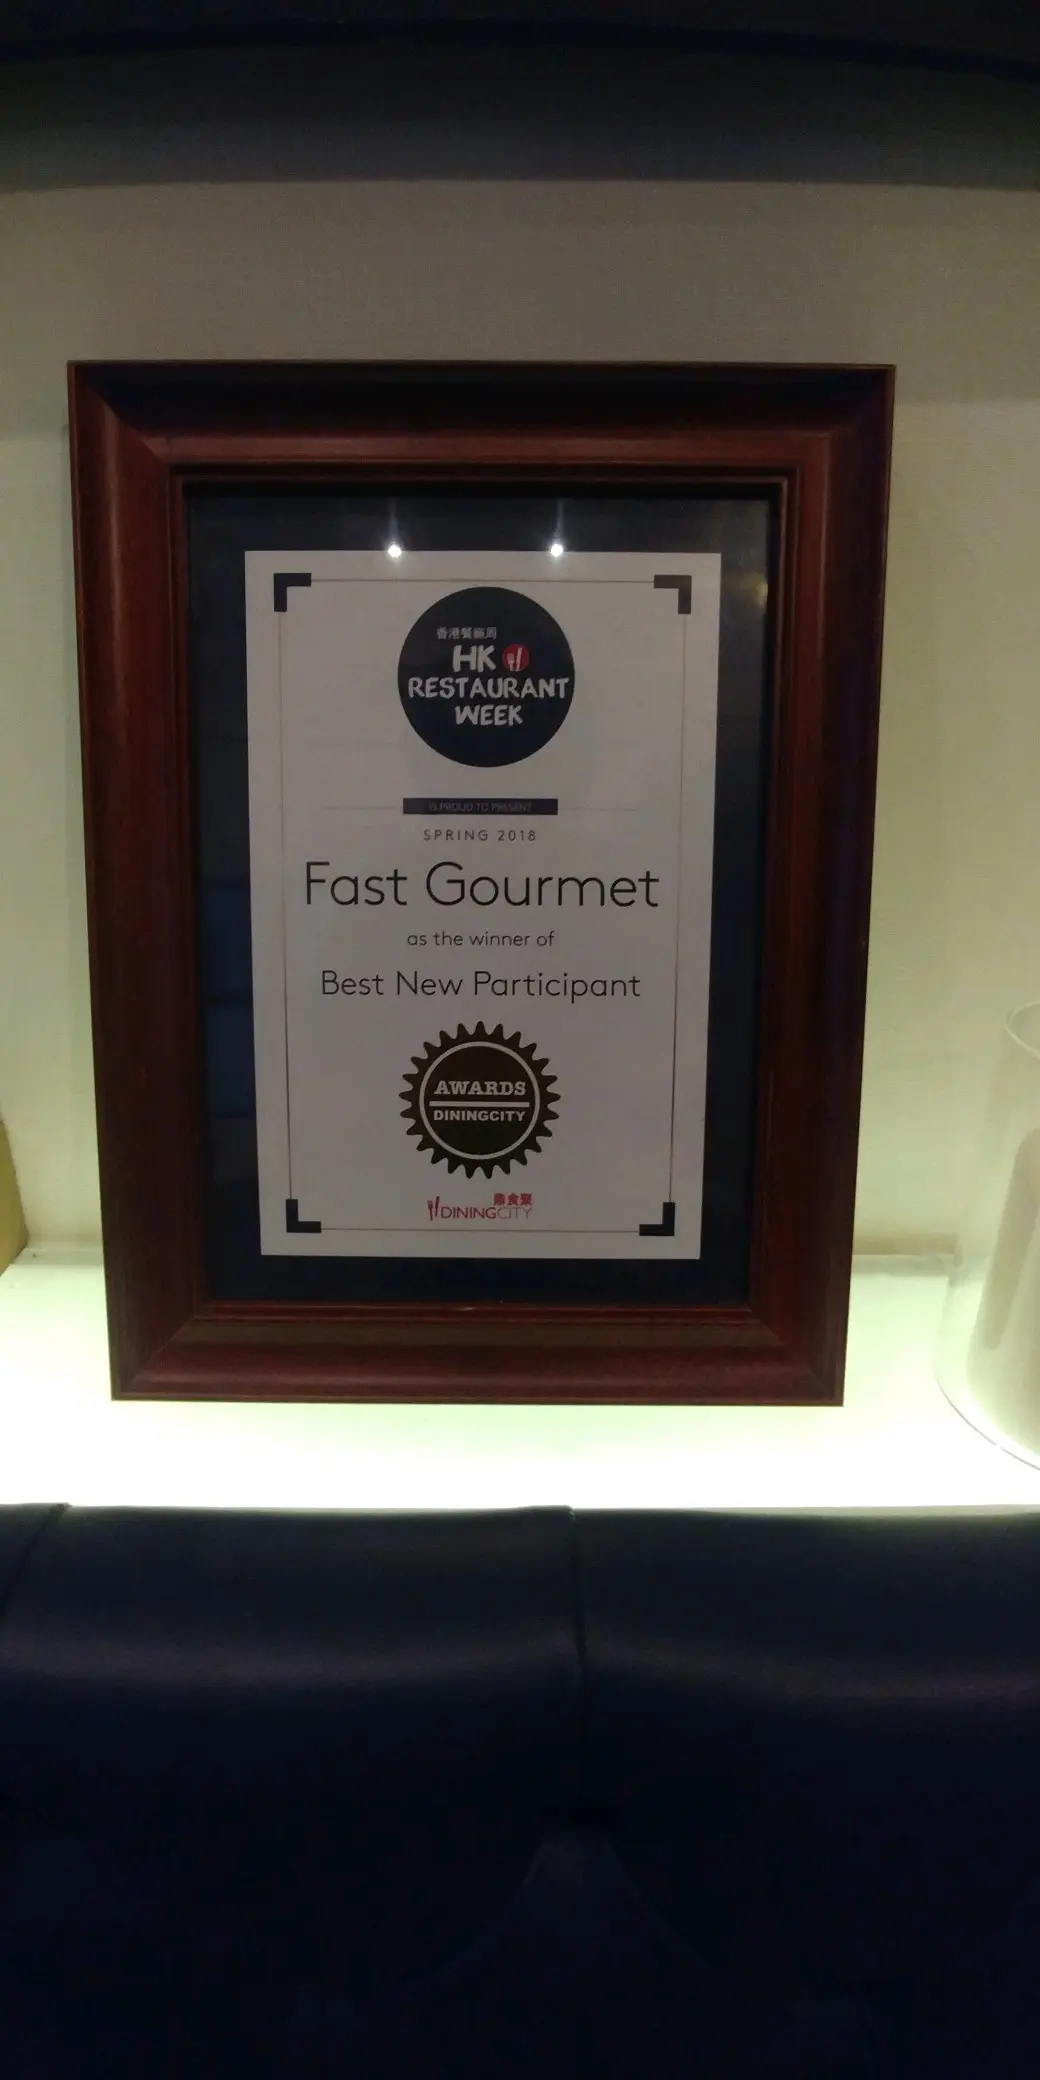 香港餐廳周
HK
RESTAURANT
WEEK
IS PROUD TO PRESENT
SPRING 2018
Fast Gourmet
as the winner of
Best New Participant
AWARDS
DININGCITY
鼎食聚
DININGCITY